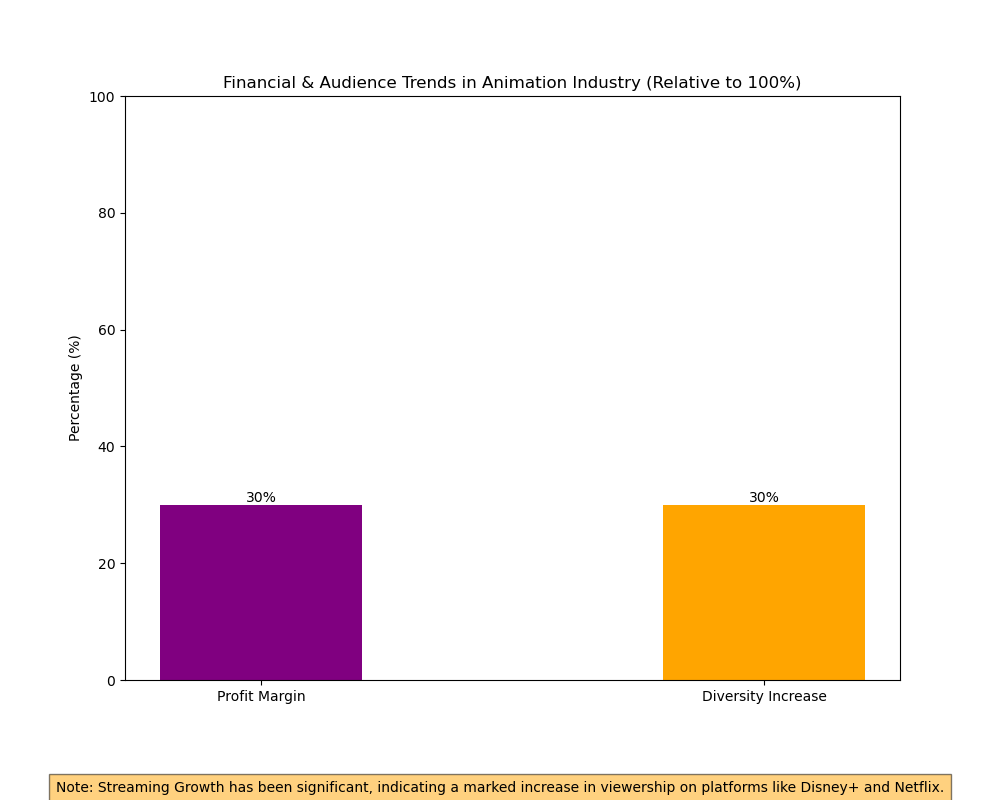 Financial & Audience Trends in Animation Industry (Relative to 100%)
100
80
60
40
20
0
Percentage (%)
30%
30%
Profit Margin
Diversity Increase
Note: Streaming Growth has been significant, indicating a marked increase in viewership on platforms like Disney+ and Netflix.